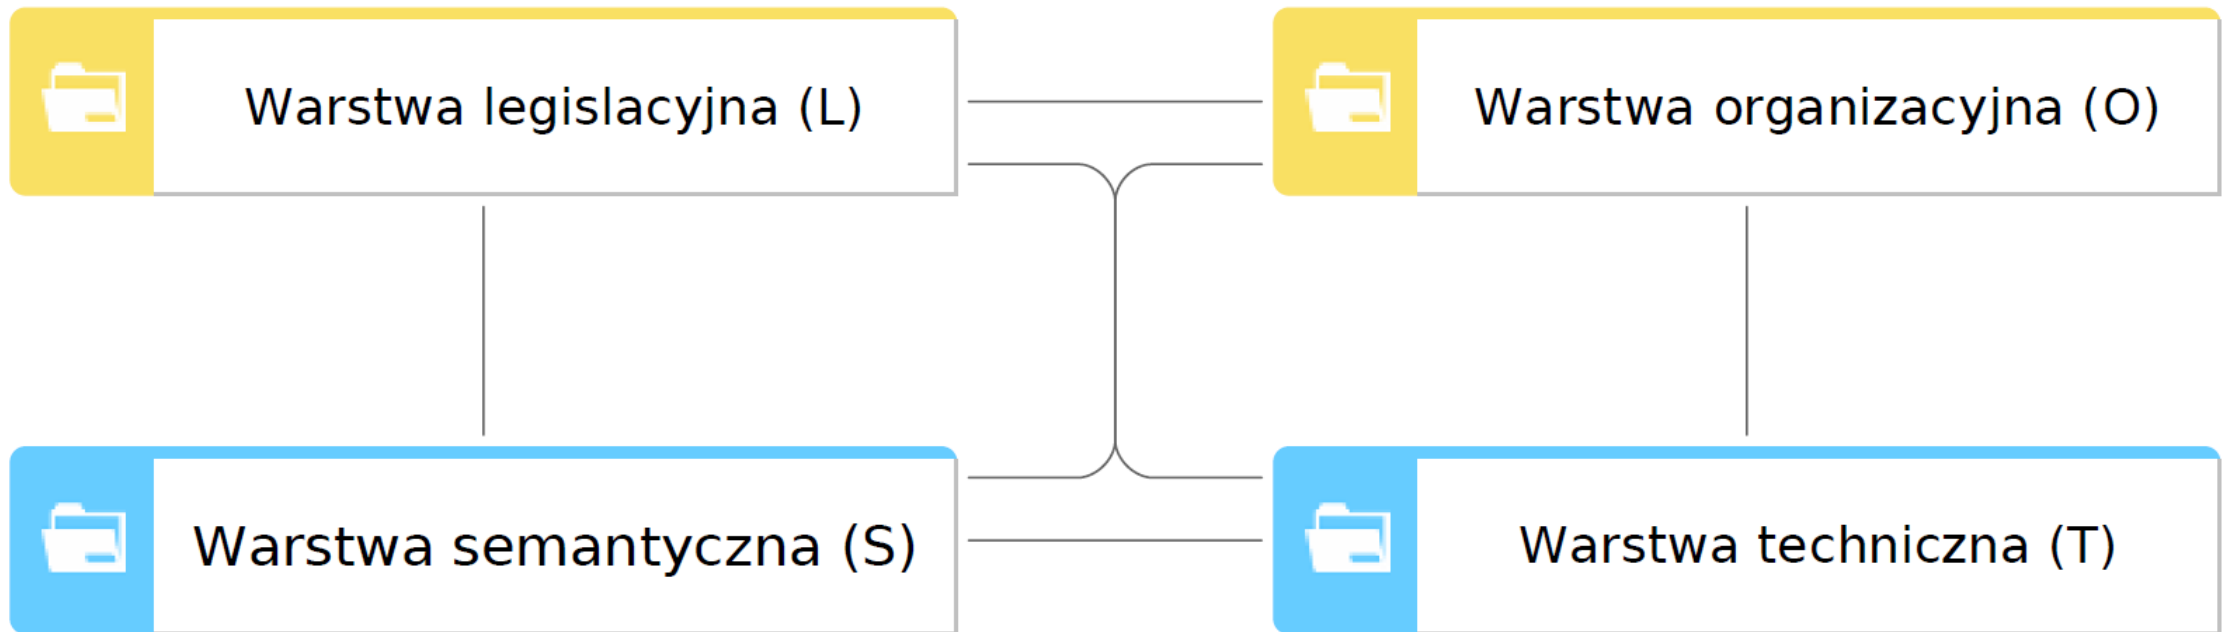 Warstwa legislacyjna (L)
Warstwa organizacyjna (O)
Warstwa semantyczna (S)
Warstwa techniczna (T)